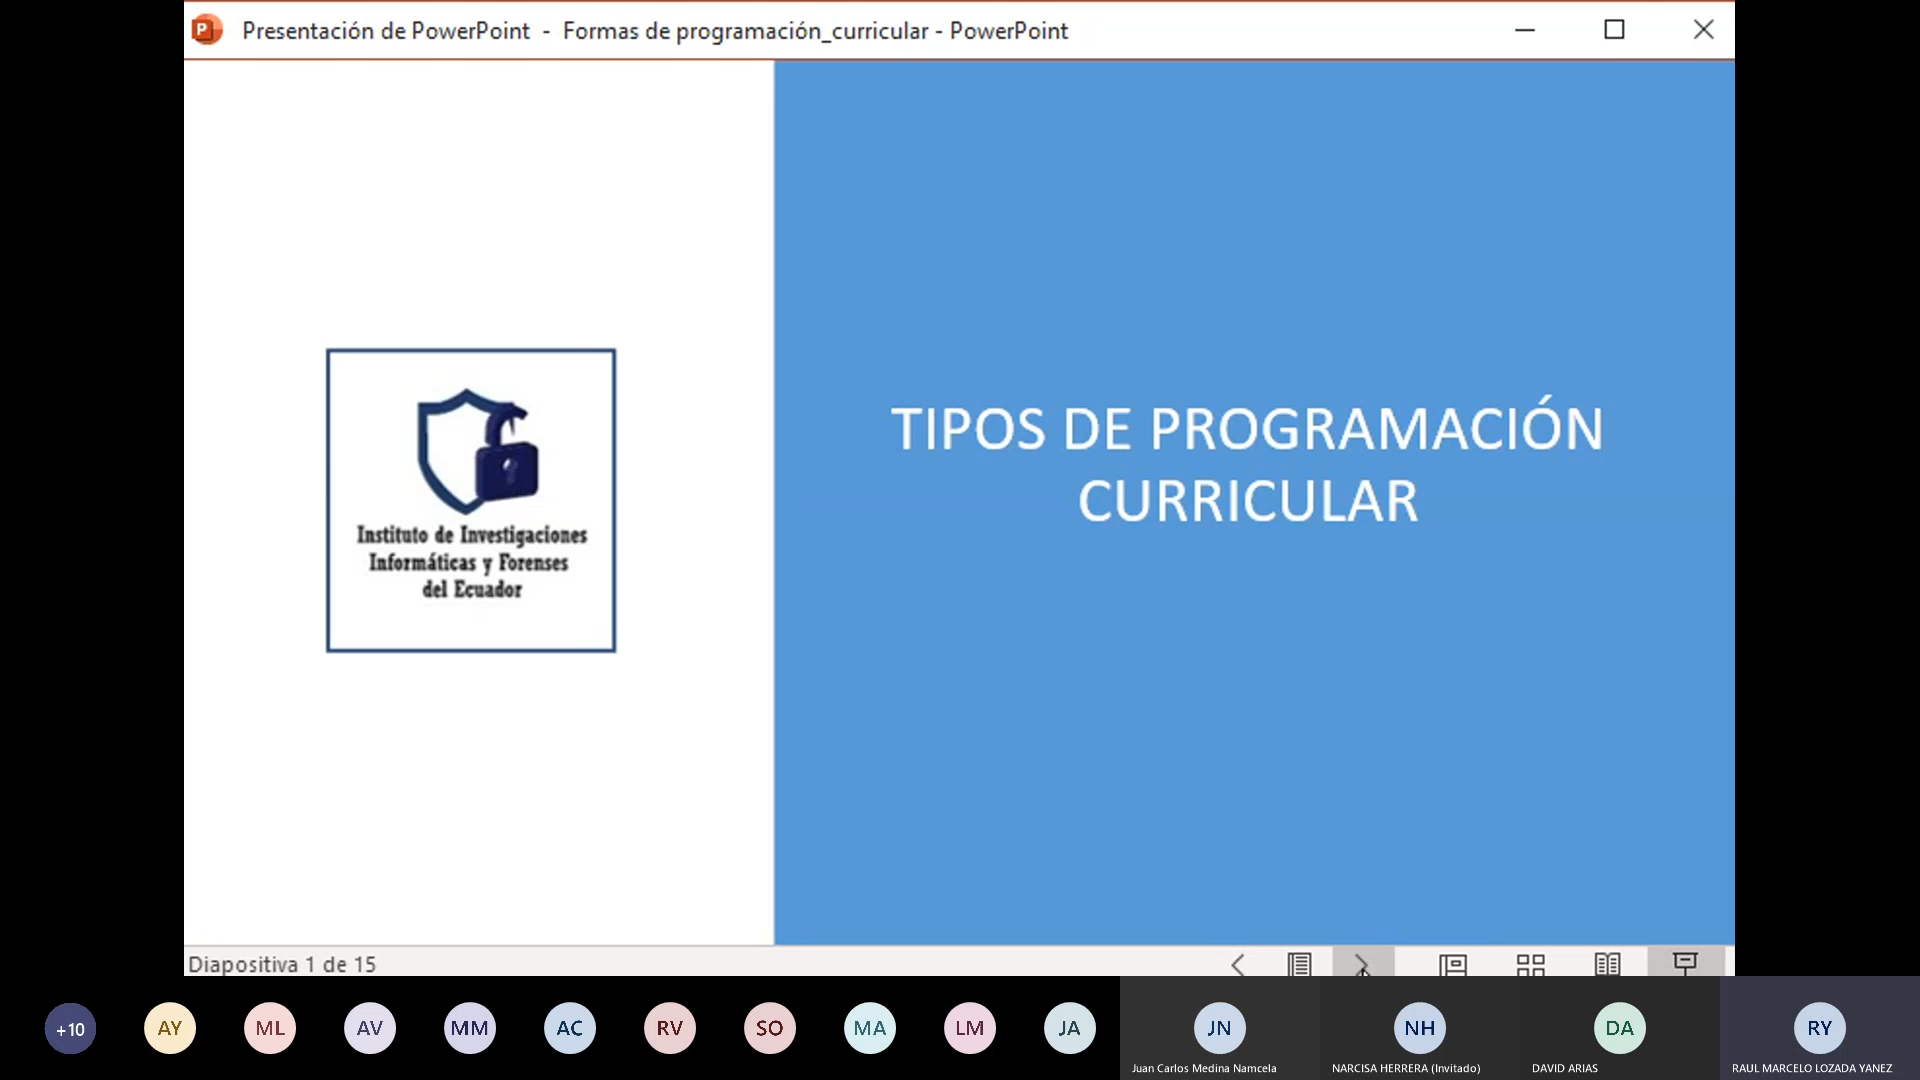 Presentación de PowerPoint - Formas de programación_curricular - PowerPoint
Instituto de Investigaciones
Informáticas y Forenses
del Ecuador
TIPOS DE PROGRAMACIÓN
CURRICULAR
Diapositiva 1 de 15
+10 AY ML AV MM AC RV SO MA LM JA JN NH DA RY
Juan Carlos Medina Namcela NARCISA HERRERA (Invitado) DAVID ARIAS RAUL MARCELO LOZADA YANEZ